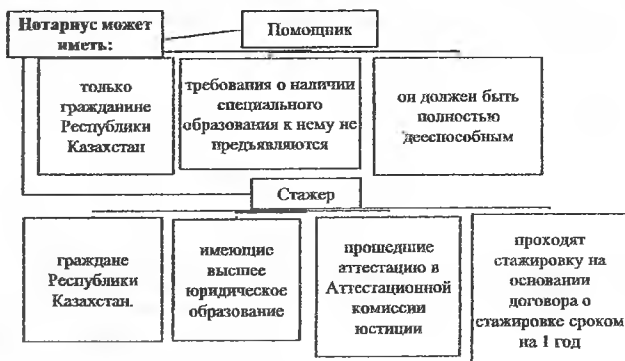 Нотариус может
иметь:
Помощник
только
гражданине
Республики
Казахстан
требования о наличии
специального
образования к нему не
предъявляются
он должен быть
полностью
дееспособным
Стажер
граждане
Республики
Казахстан.
имеющие
высшее
юридическое
образование
прошедшие
аттестацию в
Аттестационной
комиссии
юстиции
проходят
стажировку на
основании
договора о
стажировке сроком
на 1 год